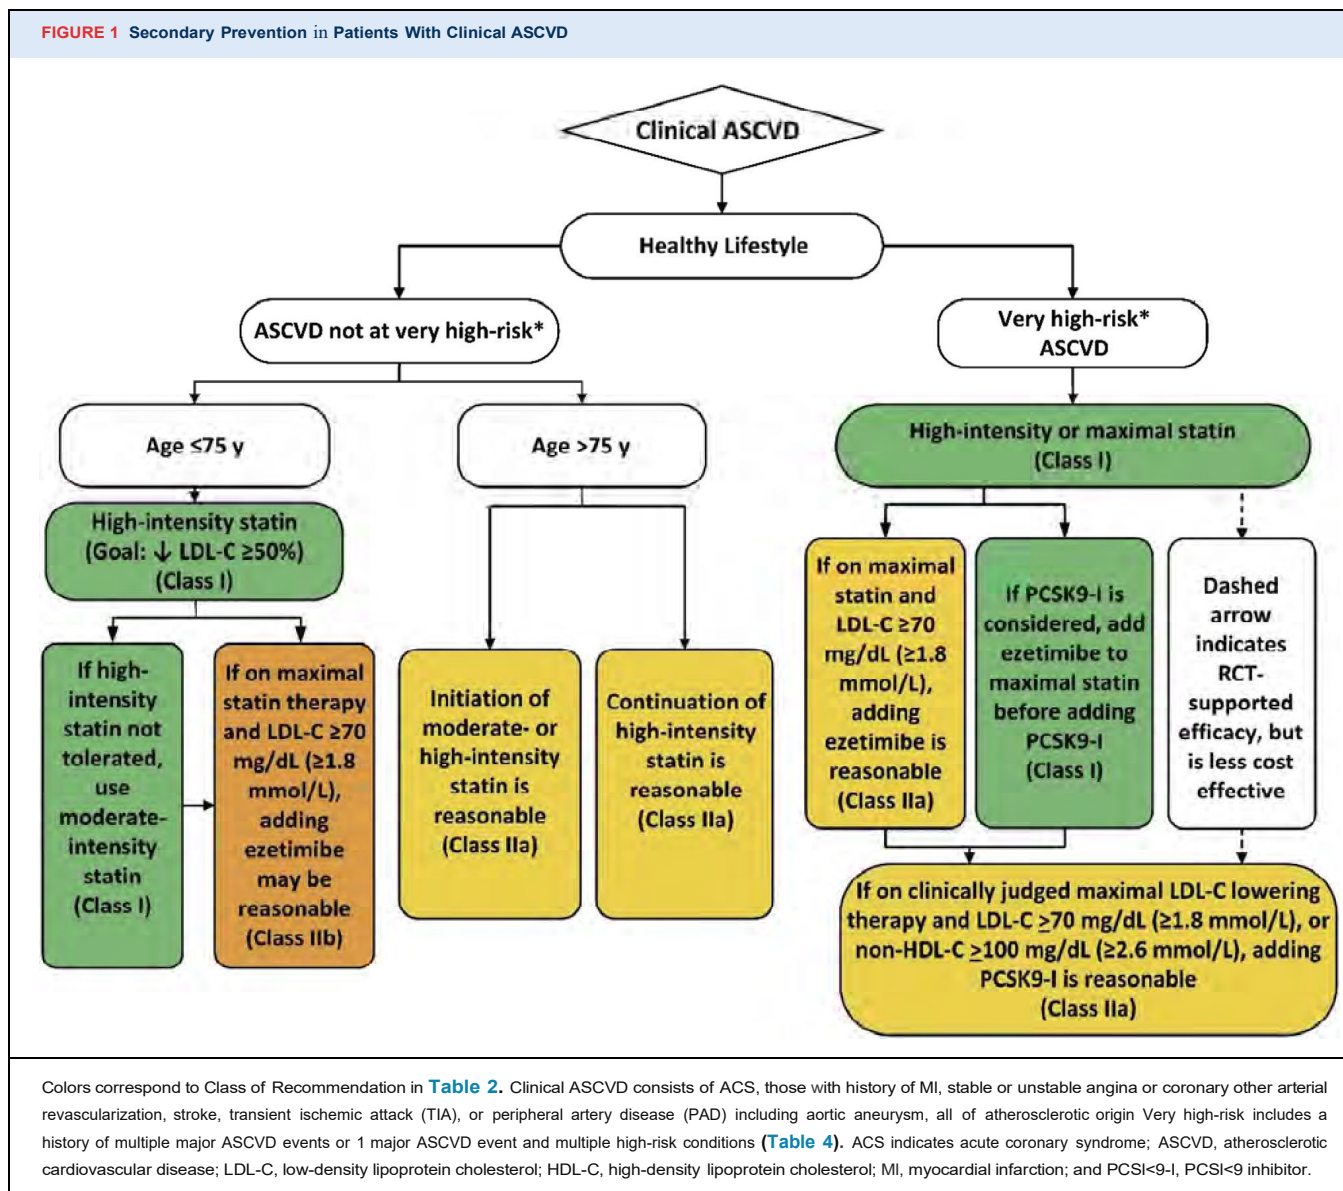 FIGURE 1 Secondary Prevention in Patients With Clinical ASCVD
Clinical ASCVD
Healthy Lifestyle
ASCVD not at very high-risk*
Very high-risk*
ASCVD
Age ≤75 y
Age >75 y
High-intensity or maximal statin
(Class I)
High-intensity statin
(Goal: ↓ LDL-C ≥50%)
(Class I)
If high-
intensity
statin not
tolerated,
use
moderate-
intensity
statin
(Class I)
If on maximal
statin therapy
and LDL-C ≥70
mg/dL (≥1.8
mmol/L),
adding
ezetimibe
may be
reasonable
(Class IIb)
Initiation of
moderate- or
high-intensity
statin is
reasonable
(Class IIa)
Continuation of
high-intensity
statin is
reasonable
(Class IIa)
If on maximal
statin and
LDL-C ≥70
mg/dL (≥1.8
mmol/L),
adding
ezetimibe is
reasonable
(Class IIa)
If PCSK9-I is
considered, add
ezetimibe to
maximal statin
before adding
PCSK9-I
(Class I)
Dashed
arrow
indicates
RCT-
supported
efficacy, but
is less cost
effective
If on clinically judged maximal LDL-C lowering
therapy and LDL-C ≥70 mg/dL (≥1.8 mmol/L), or
non-HDL-C ≥100 mg/dL (≥2.6 mmol/L), adding
PCSK9-I is reasonable
(Class IIa)
Colors correspond to Class of Recommendation in Table 2. Clinical ASCVD consists of ACS, those with history of MI, stable or unstable angina or coronary other arterial
revascularization, stroke, transient ischemic attack (TIA), or peripheral artery disease (PAD) including aortic aneurysm, all of atherosclerotic origin Very high-risk includes a
history of multiple major ASCVD events or 1 major ASCVD event and multiple high-risk conditions (Table 4). ACS indicates acute coronary syndrome; ASCVD, atherosclerotic
cardiovascular disease; LDL-C, low-density lipoprotein cholesterol; HDL-C, high-density lipoprotein cholesterol; MI, myocardial infarction; and PCSI<9-I, PCSI<9 inhibitor.